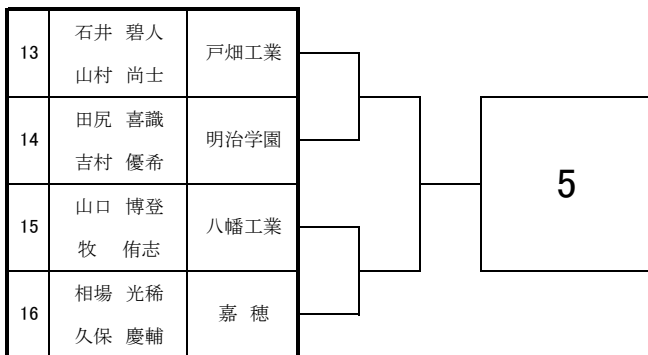 石井 碧人
13 戸畑工業
山村 尚士
田尻 喜識
14 明治学園
吉村 優希
5
山口 博登
15 八幡工業
牧 侑志
相場 光稀
16 嘉 穂
久保 慶輔